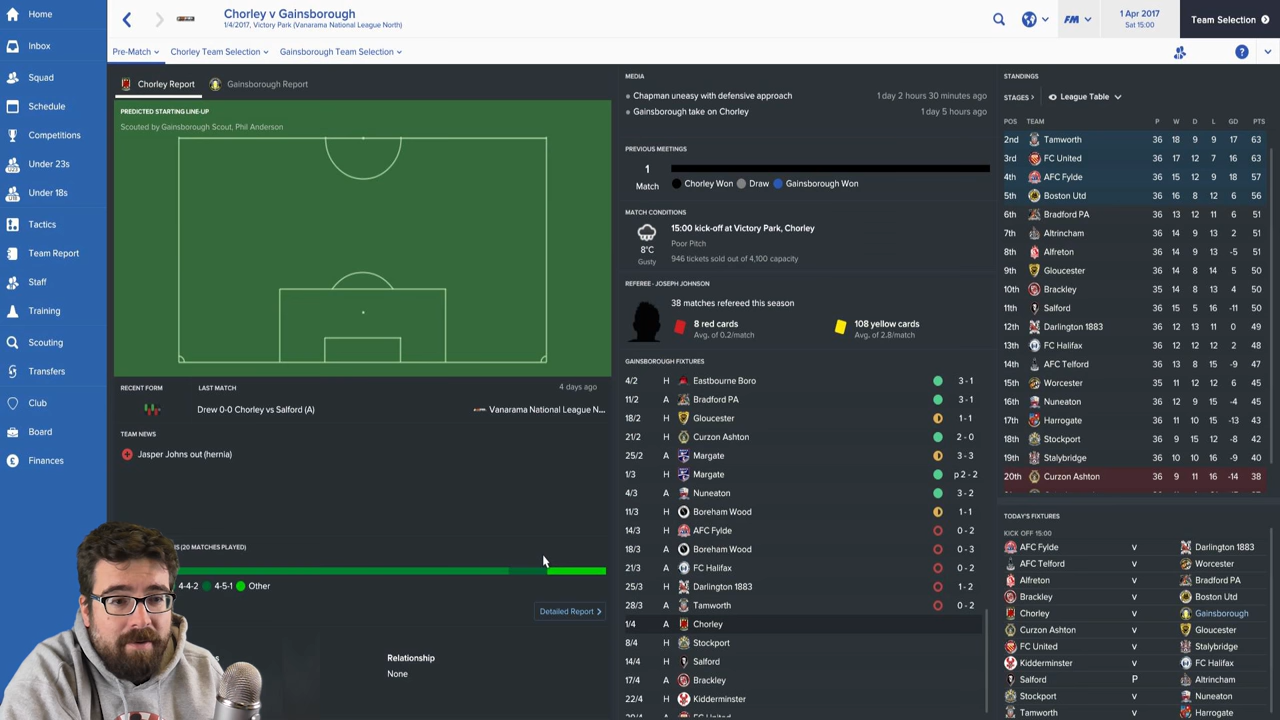 Home
Inbox
Squad
Schedule
Competitions
Under 23s
Under 18s
Tactics
Team Report
Staff
Training
Scouting
Transfers
Club
Board
Finances
Chorley v Gainsborough
1/4/2017, Victory Park (Vanarama National League North)
FM
1 Apr 2017
Sat 15:00
Team Selection
Pre-Match
Chorley Team Selection
Gainsborough Team Selection
Chorley Report
Gainsborough Report
PREDICTED STARTING LINE-UP
Scouted by Gainsborough Scout, Phil Anderson
RECENT FORM
LAST MATCH
4 days ago
Drew 0-0 Chorley vs Salford (A)
Vanarama National League N...
TEAM NEWS
Jasper Johns out (hernia)
(20 MATCHES PLAYED)
4-4-2
4-5-1
Other
Detailed Report
Relationship
None
MEDIA
Chapman uneasy with defensive approach 1 day 2 hours 30 minutes ago
Gainsborough take on Chorley 1 day 5 hours ago
PREVIOUS MEETINGS
1
Match
Chorley Won
Draw
Gainsborough Won
MATCH CONDITIONS
8°C
Gusty
15:00 kick-off at Victory Park, Chorley
Poor Pitch
946 tickets sold out of 4,100 capacity
REFEREE - JOSEPH JOHNSON
38 matches refereed this season
8 red cards
Avg. of 0.2/match
108 yellow cards
Avg. of 2.8/match
GAINSBOROUGH FIXTURES
4/2 H Eastbourne Boro 3 - 1
11/2 A Bradford PA 3 - 1
18/2 H Gloucester 1 - 1
21/2 H Curzon Ashton 2 - 0
25/2 A Margate 3 - 3
1/3 H Margate p 2 - 2
4/3 A Nuneaton 3 - 2
11/3 H Boreham Wood 1 - 1
14/3 H AFC Fylde 0 - 2
18/3 A Boreham Wood 0 - 3
21/3 A FC Halifax 0 - 2
25/3 H Darlington 1883 1 - 2
28/3 A Tamworth 0 - 2
1/4 A Chorley
8/4 H Stockport
14/4 H Salford
17/4 A Brackley
22/4 H Kidderminster
STANDINGS
STAGES
League Table
POS TEAM P W D L GD PTS
2nd Tamworth 36 18 9 9 17 63
3rd FC United 36 17 12 7 16 63
4th AFC Fylde 36 15 12 9 18 57
5th Boston Utd 36 16 8 12 6 56
6th Bradford PA 36 13 12 11 6 51
7th Altrincham 36 14 9 13 2 51
8th Alfreton 36 14 9 13 -5 51
9th Gloucester 36 14 8 14 5 50
10th Brackley 35 14 8 13 4 50
11th Salford 36 15 5 16 -11 50
12th Darlington 1883 36 12 13 11 0 49
13th FC Halifax 36 12 12 12 2 48
14th AFC Telford 36 13 8 15 -9 47
15th Worcester 35 11 12 12 6 45
16th Nuneaton 36 12 9 15 -4 45
17th Harrogate 36 11 10 15 -13 43
18th Stockport 36 9 15 12 -8 42
19th Stalybridge 36 10 10 16 -9 40
20th Curzon Ashton 36 9 11 16 -14 38
TODAY'S FIXTURES
KICK OFF 15:00
AFC Fylde v Darlington 1883
AFC Telford v Worcester
Alfreton v Bradford PA
Brackley v Boston Utd
Chorley v Gainsborough
Curzon Ashton v Gloucester
FC United v Stalybridge
Kidderminster v FC Halifax
Salford P Altrincham
Stockport v Nuneaton
Tamworth v Harrogate